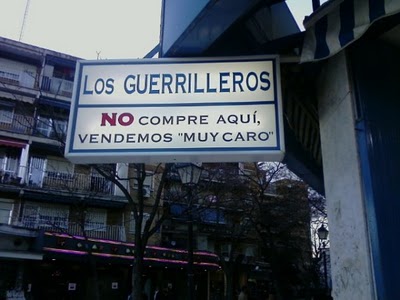 LOS GUERRILLEROS
NO COMPRE AQUÍ,
VENDEMOS "MUY CARO"